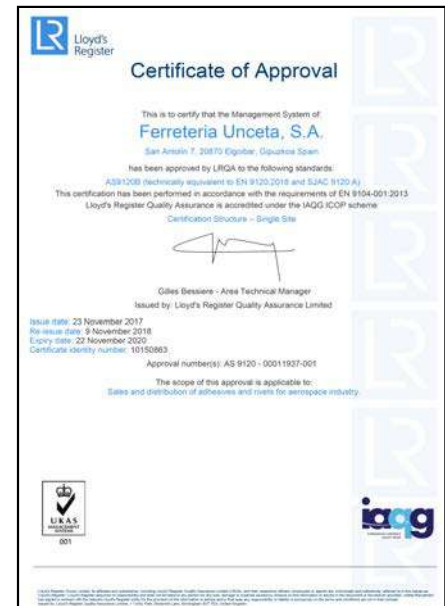 Lloyd's
Register
Certificate of Approval
This is to certify that the Management System of:
Ferreteria Unceta, S.A.
San Antolín 7, 20870 Elgoibar, Gipuzkoa Spain
has been approved by LRQA to the following standards:
AS9120B (technically equivalent to EN 9120:2018 and SJAC 9120 A)
This certification has been performed in accordance with the requirements of EN 9104-001:2013
Lloyd's Register Quality Assurance is accredited under the IAQG ICOP scheme
Certification Structure – Single Site
Gilles Bessiere - Area Technical Manager
Issued by: Lloyd's Register Quality Assurance Limited
Issue date: 23 November 2017
Re-issue date: 9 November 2018
Expiry date: 22 November 2020
Certificate identity number: 10150863
Approval number(s): AS 9120 - 00011937-001
The scope of this approval is applicable to:
Sales and distribution of adhesives and rivets for aerospace industry.
UKAS
MANAGEMENT
SYSTEMS
001
iaqg